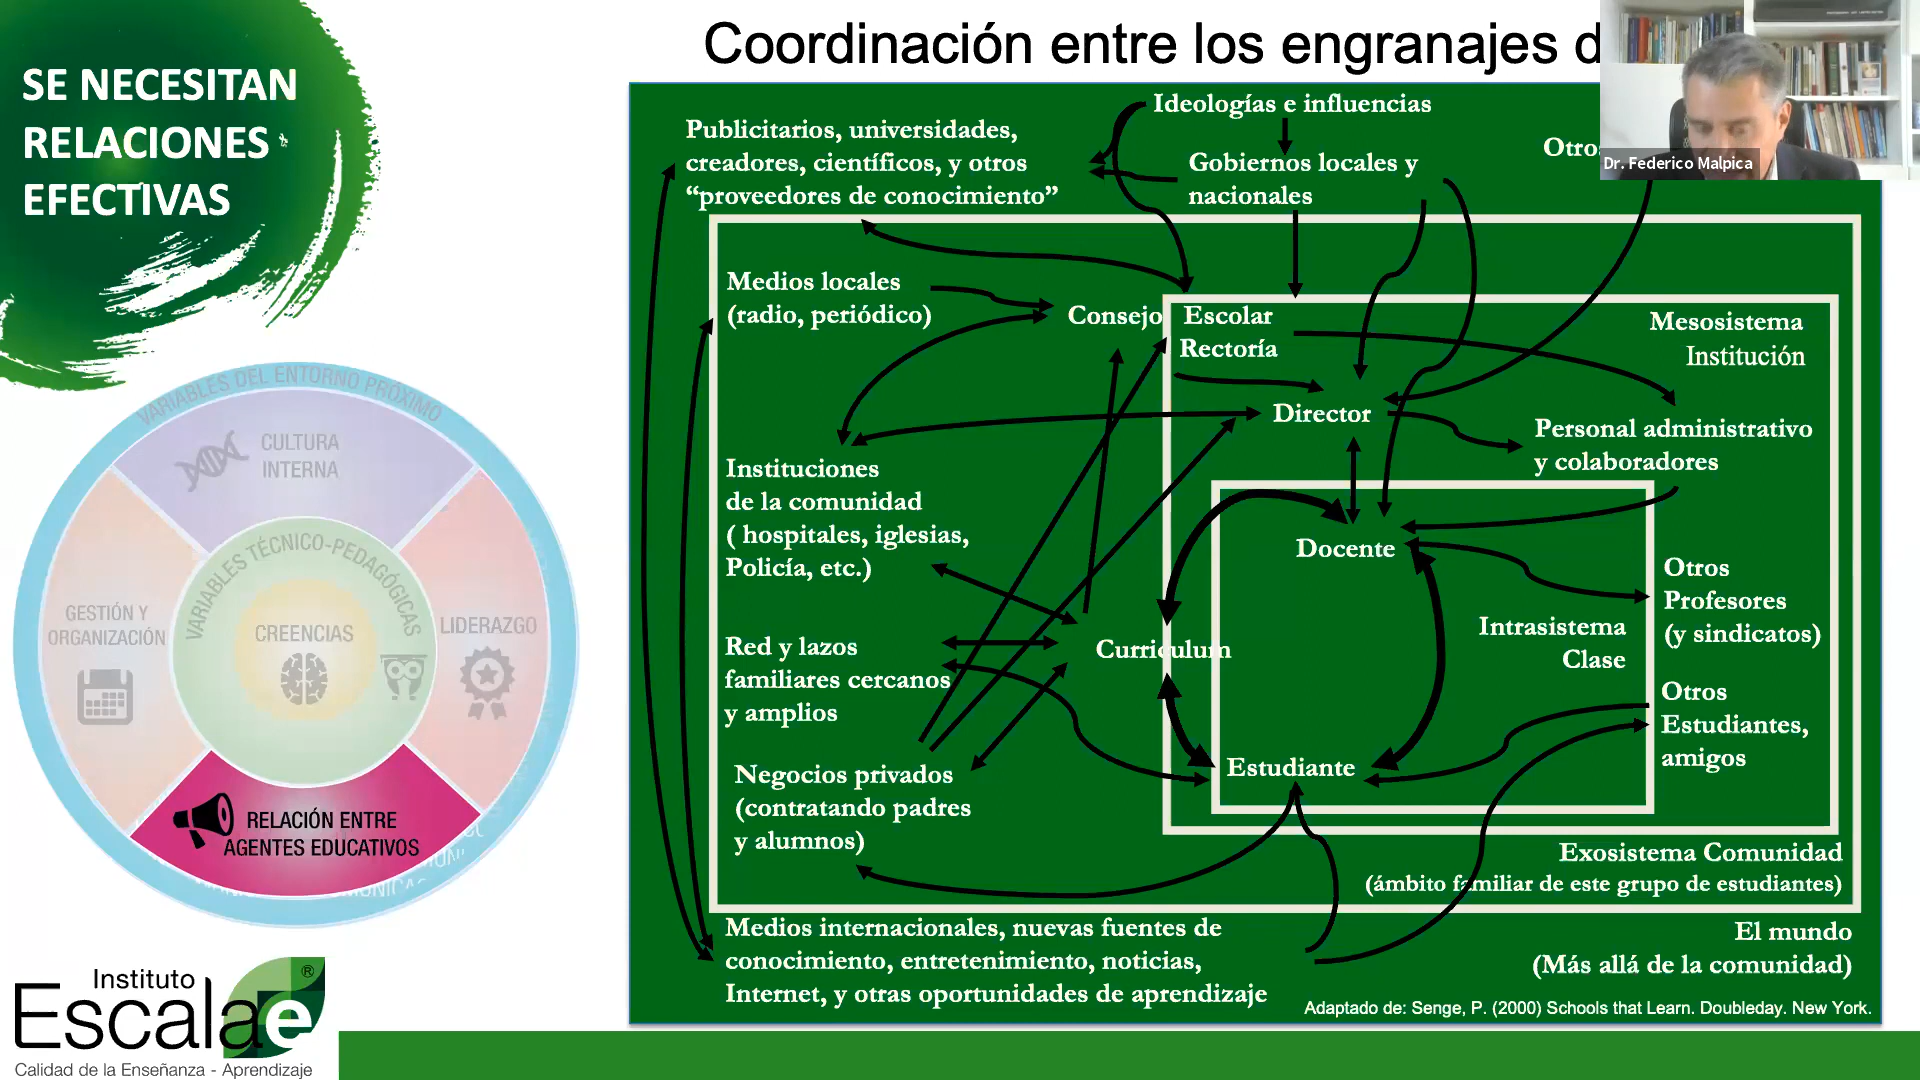 SE NECESITAN
RELACIONES
EFECTIVAS
Coordinación entre los engranajes d
Dr. Federico Malpica
Ideologías e influencias
Publicitarios, universidades,
creadores, científicos, y otros
“proveedores de conocimiento”
Gobiernos locales y
nacionales
Otros
Medios locales
(radio, periódico)
Consejo Escolar
Rectoría
Mesosistema
Institución
Director
Personal administrativo
y colaboradores
Instituciones
de la comunidad
( hospitales, iglesias,
Policía, etc.)
Docente
Otros
Profesores
(y sindicatos)
Intrasistema
Clase
Red y lazos
familiares cercanos
y amplios
Curriculum
Otros
Estudiantes,
amigos
Estudiante
Negocios privados
(contratando padres
y alumnos)
Exosistema Comunidad
(ámbito familiar de este grupo de estudiantes)
Medios internacionales, nuevas fuentes de
conocimiento, entretenimiento, noticias,
Internet, y otras oportunidades de aprendizaje
El mundo
(Más allá de la comunidad)
Adaptado de: Senge, P. (2000) Schools that Learn. Doubleday. New York.
VARIABLES DEL ENTORNO PRÓXIMO
CULTURA
INTERNA
VARIABLES TÉCNICO-PEDAGÓGICAS
GESTIÓN Y
ORGANIZACIÓN
CREENCIAS
LIDERAZGO
RELACIÓN ENTRE
AGENTES EDUCATIVOS
Instituto
Escalae
®
Calidad de la Enseñanza - Aprendizaje